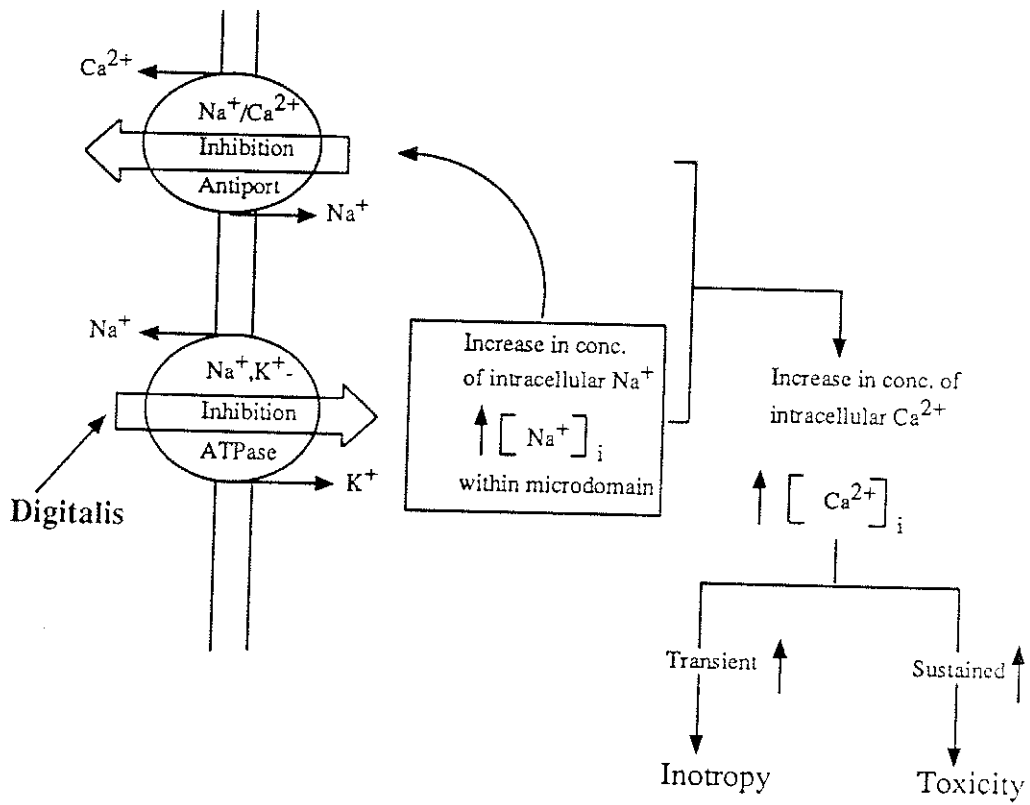 Ca²⁺
Na⁺/Ca²⁺
Inhibition
Antiport
Na⁺
Na⁺
Na⁺,K⁺-
Inhibition
ATPase
K⁺
Digitalis
Increase in conc.
of intracellular Na⁺
[ Na⁺ ] i
within microdomain
Increase in conc. of
intracellular Ca²⁺
[ Ca²⁺ ] i
Transient
Sustained
Inotropy
Toxicity